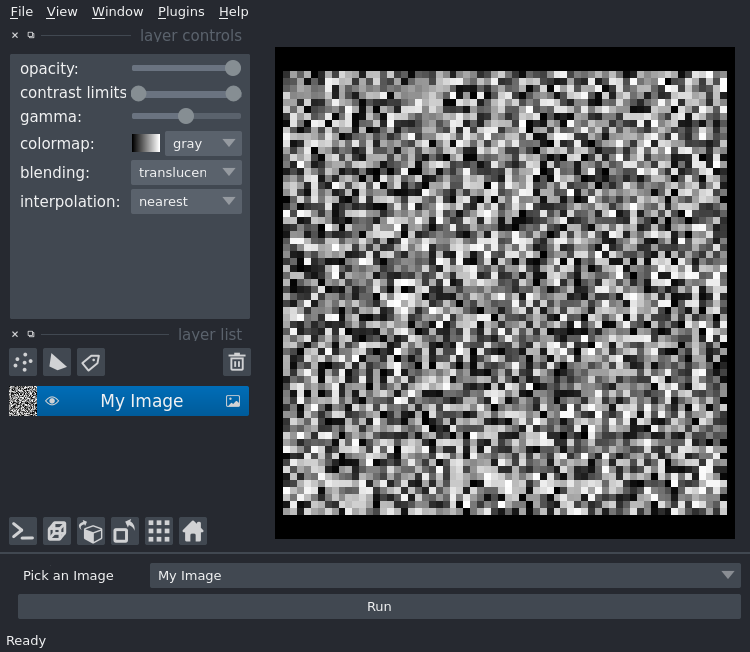 File View Window Plugins Help
layer controls
opacity:
contrast limits
gamma:
colormap: gray
blending: translucen
interpolation: nearest
layer list
My Image
Pick an Image My Image
Run
Ready